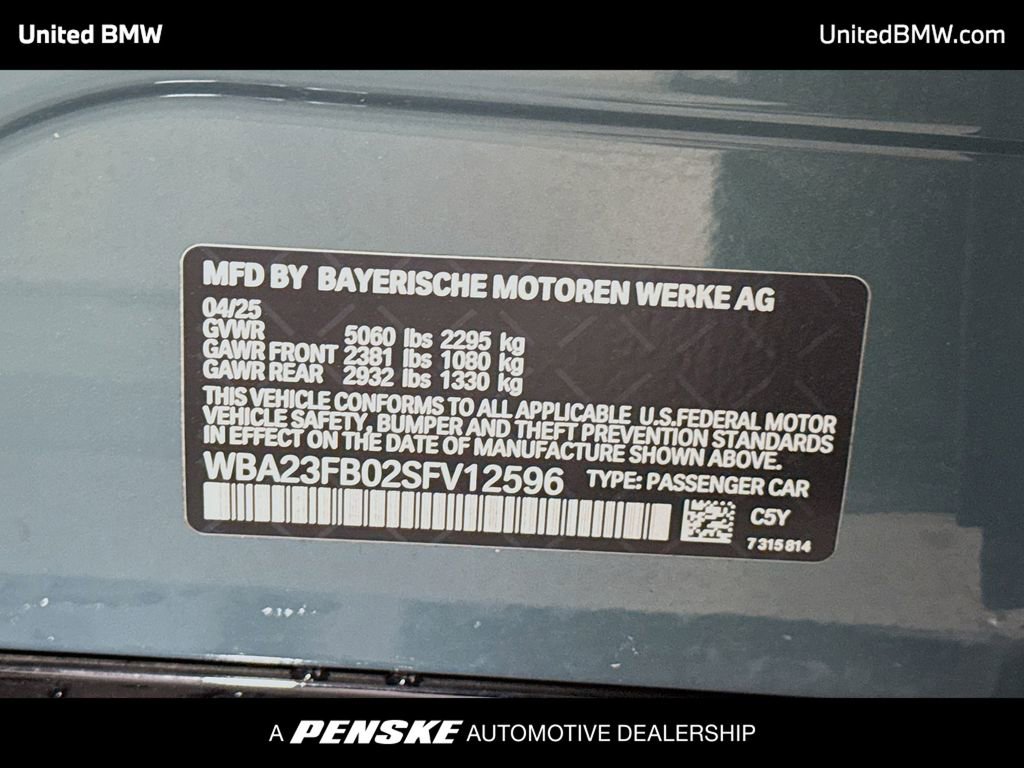 United BMW
UnitedBMW.com
MFD BY BAYERISCHE MOTOREN WERKE AG
04/25
GVWR 5060 lbs 2295 kg
GAWR FRONT 2381 lbs 1080 kg
GAWR REAR 2932 lbs 1330 kg
THIS VEHICLE CONFORMS TO ALL APPLICABLE U.S.FEDERAL MOTOR
VEHICLE SAFETY, BUMPER AND THEFT PREVENTION STANDARDS
IN EFFECT ON THE DATE OF MANUFACTURE SHOWN ABOVE.
WBA23FB02SFV12596 TYPE: PASSENGER CAR
C5Y
7 315 814
A PENSKE AUTOMOTIVE DEALERSHIP